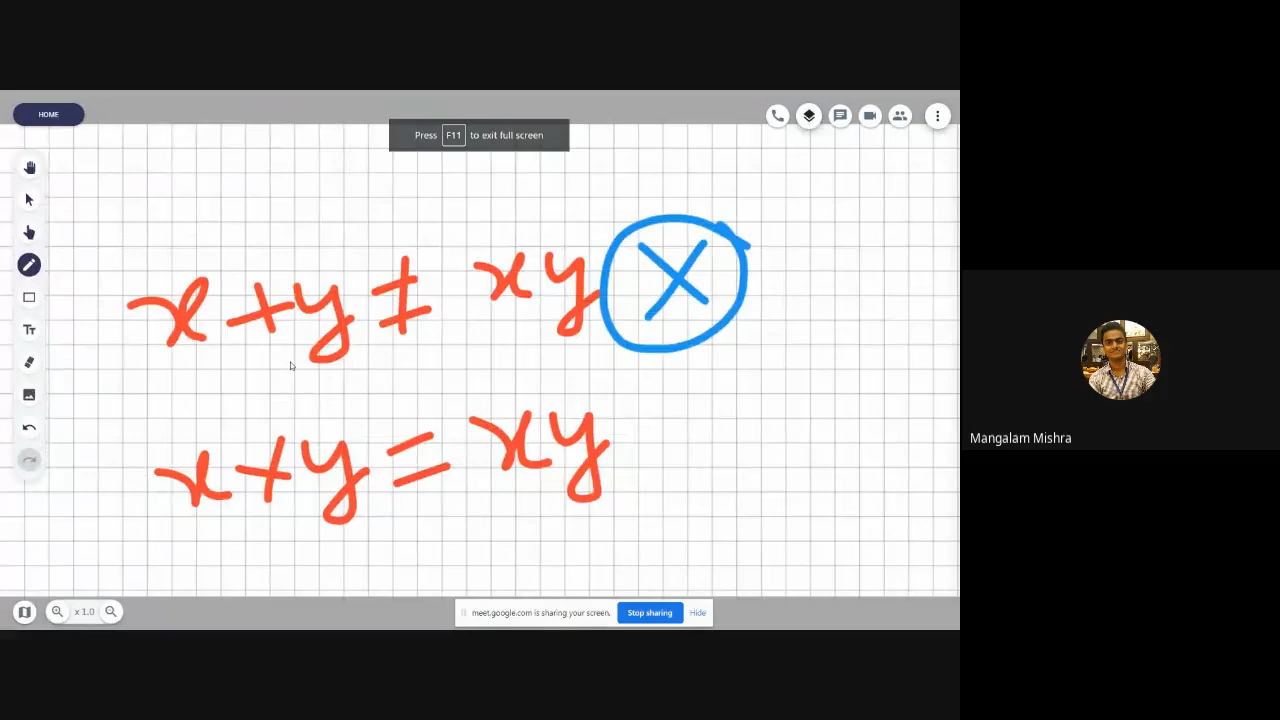 HOME
Press F11 to exit full screen
x + y ≠ xy X
Tт
x + y = xy
Mangalam Mishra
x 1.0
meet.google.com is sharing your screen. Stop sharing Hide